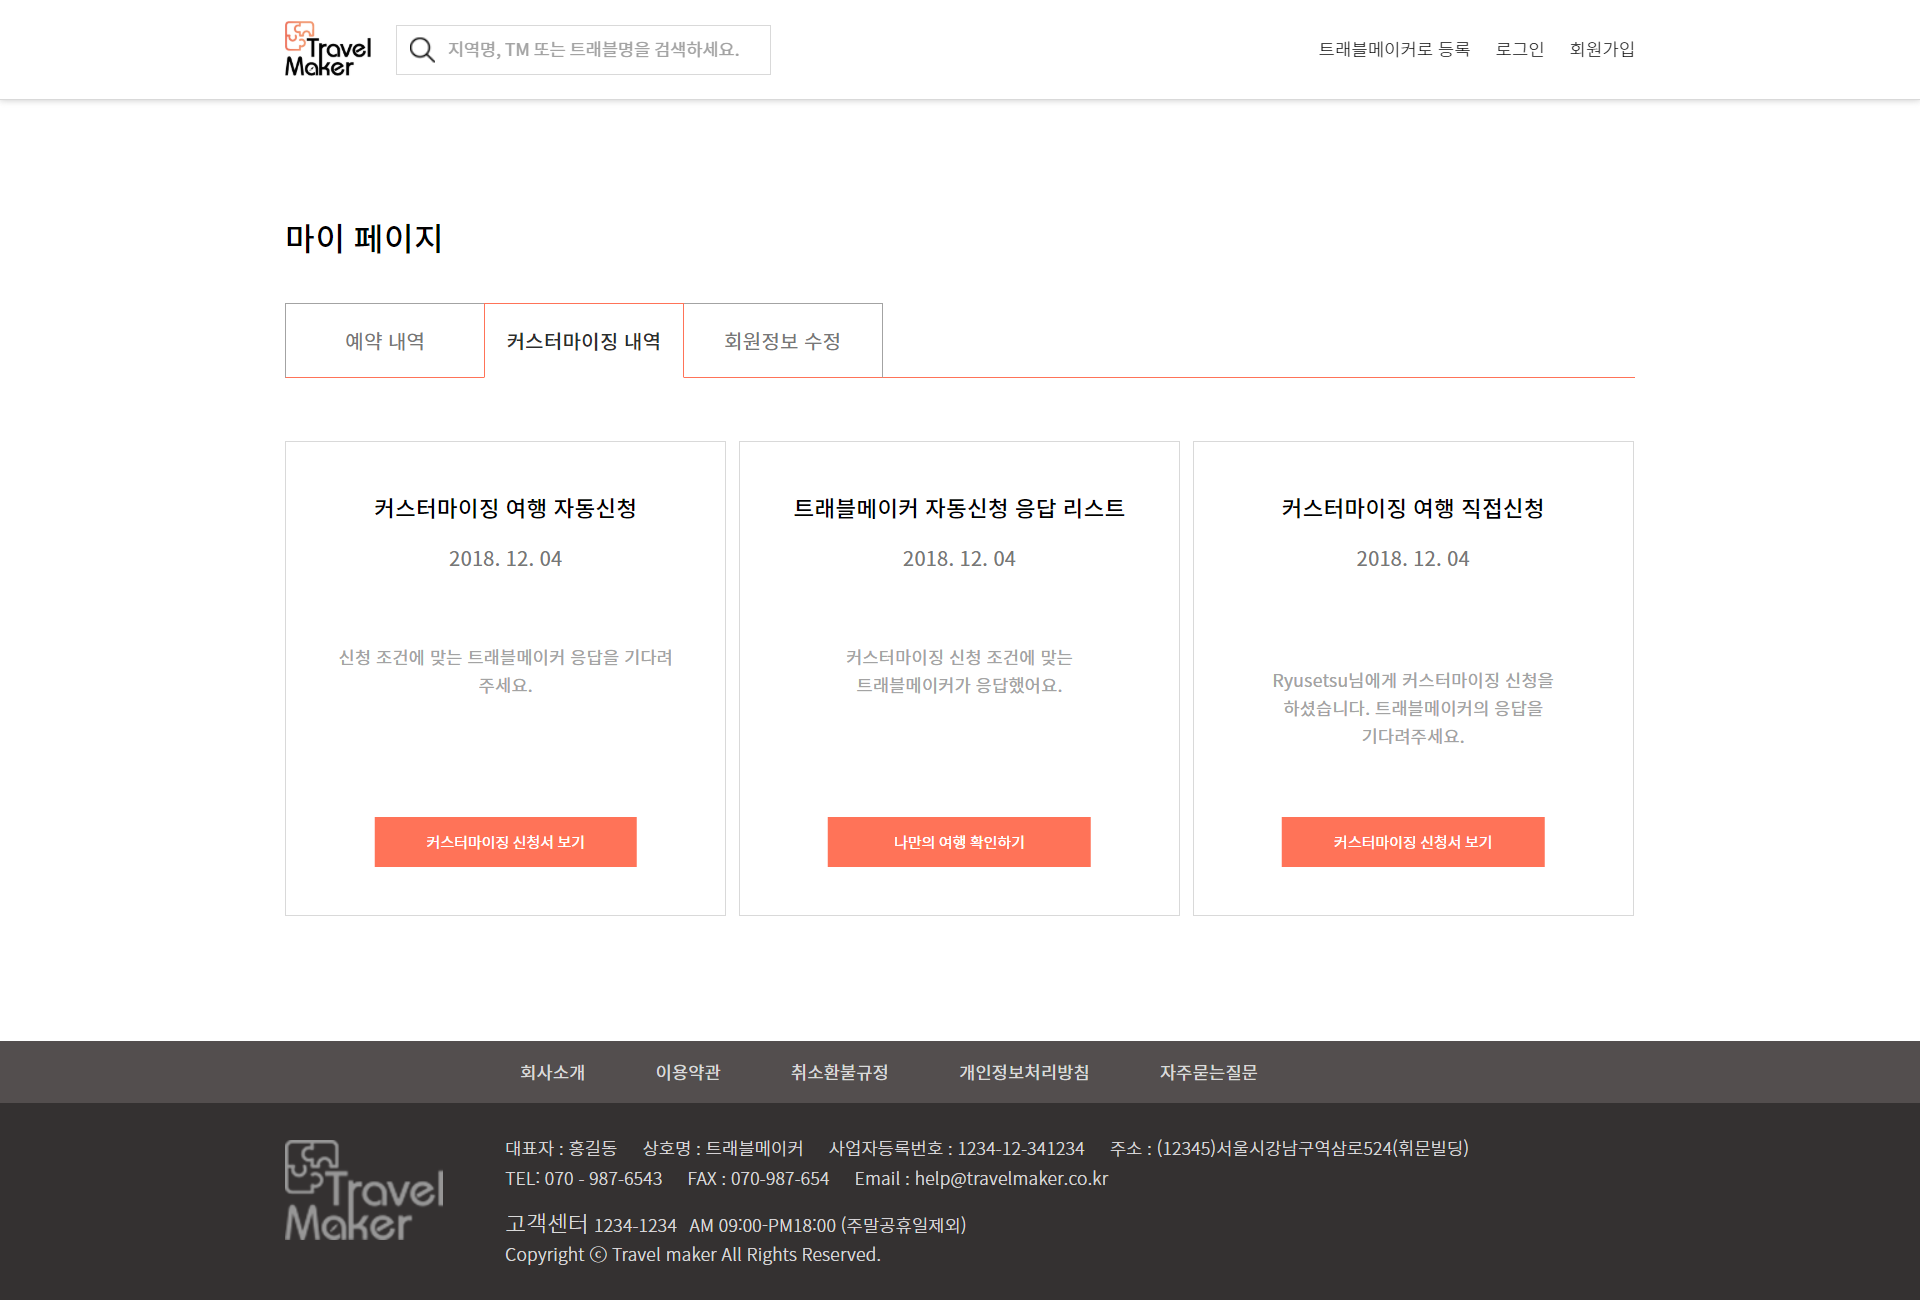 Travel
Maker
지역명, TM 또는 트래블명을 검색하세요.
트래블메이커로 등록
로그인
회원가입
마이 페이지
예약 내역
커스터마이징 내역
회원정보 수정
커스터마이징 여행 자동신청
2018. 12. 04
신청 조건에 맞는 트래블메이커 응답을 기다려
주세요.
커스터마이징 신청서 보기
트래블메이커 자동신청 응답 리스트
2018. 12. 04
커스터마이징 신청 조건에 맞는
트래블메이커가 응답했어요.
나만의 여행 확인하기
커스터마이징 여행 직접신청
2018. 12. 04
Ryusetsu님에게 커스터마이징 신청을
하셨습니다. 트래블메이커의 응답을
기다려주세요.
커스터마이징 신청서 보기
회사소개
이용약관
취소환불규정
개인정보처리방침
자주묻는질문
Travel
Maker
대표자 : 홍길동 상호명 : 트래블메이커 사업자등록번호 : 1234-12-341234 주소 : (12345)서울시강남구역삼로524(휘문빌딩)
TEL: 070 - 987-6543 FAX : 070-987-654 Email : help@travelmaker.co.kr
고객센터 1234-1234 AM 09:00-PM18:00 (주말공휴일제외)
Copyright ⓒ Travel maker All Rights Reserved.